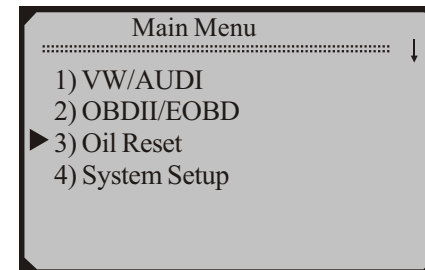 Main Menu
1) VW/AUDI
2) OBDII/EOBD
3) Oil Reset
4) System Setup